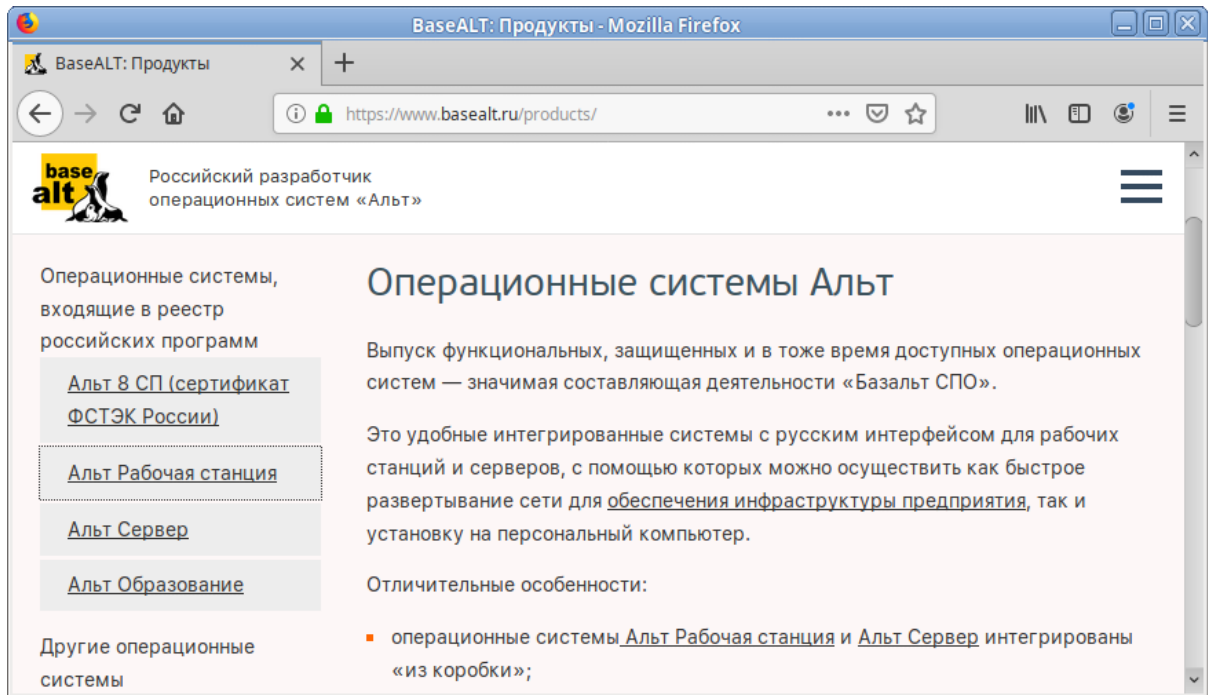 BaseALT: Продукты - Mozilla Firefox
BaseALT: Продукты
https://www.basealt.ru/products/
base
alt
Российский разработчик
операционных систем «Альт»
Операционные системы,
входящие в реестр
российских программ
Альт 8 СП (сертификат
ФСТЭК России)
Альт Рабочая станция
Альт Сервер
Альт Образование
Другие операционные
системы
Операционные системы Альт
Выпуск функциональных, защищенных и в тоже время доступных операционных
систем — значимая составляющая деятельности «Базальт СПО».
Это удобные интегрированные системы с русским интерфейсом для рабочих
станций и серверов, с помощью которых можно осуществить как быстрое
развертывание сети для обеспечения инфраструктуры предприятия, так и
установку на персональный компьютер.
Отличительные особенности:
операционные системы Альт Рабочая станция и Альт Сервер интегрированы
«из коробки»;